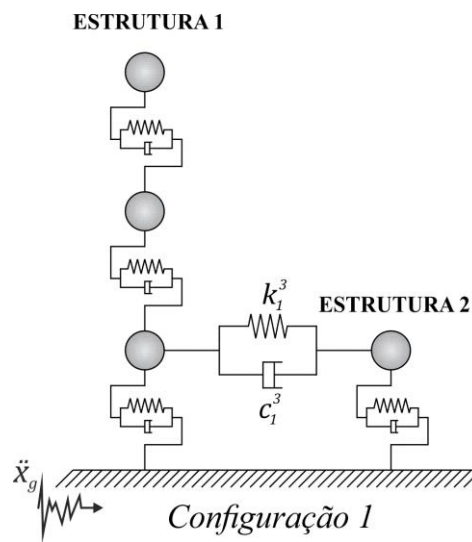 ESTRUTURA 1
k₁³
ESTRUTURA 2
c₁³
ẍg
Configuração 1